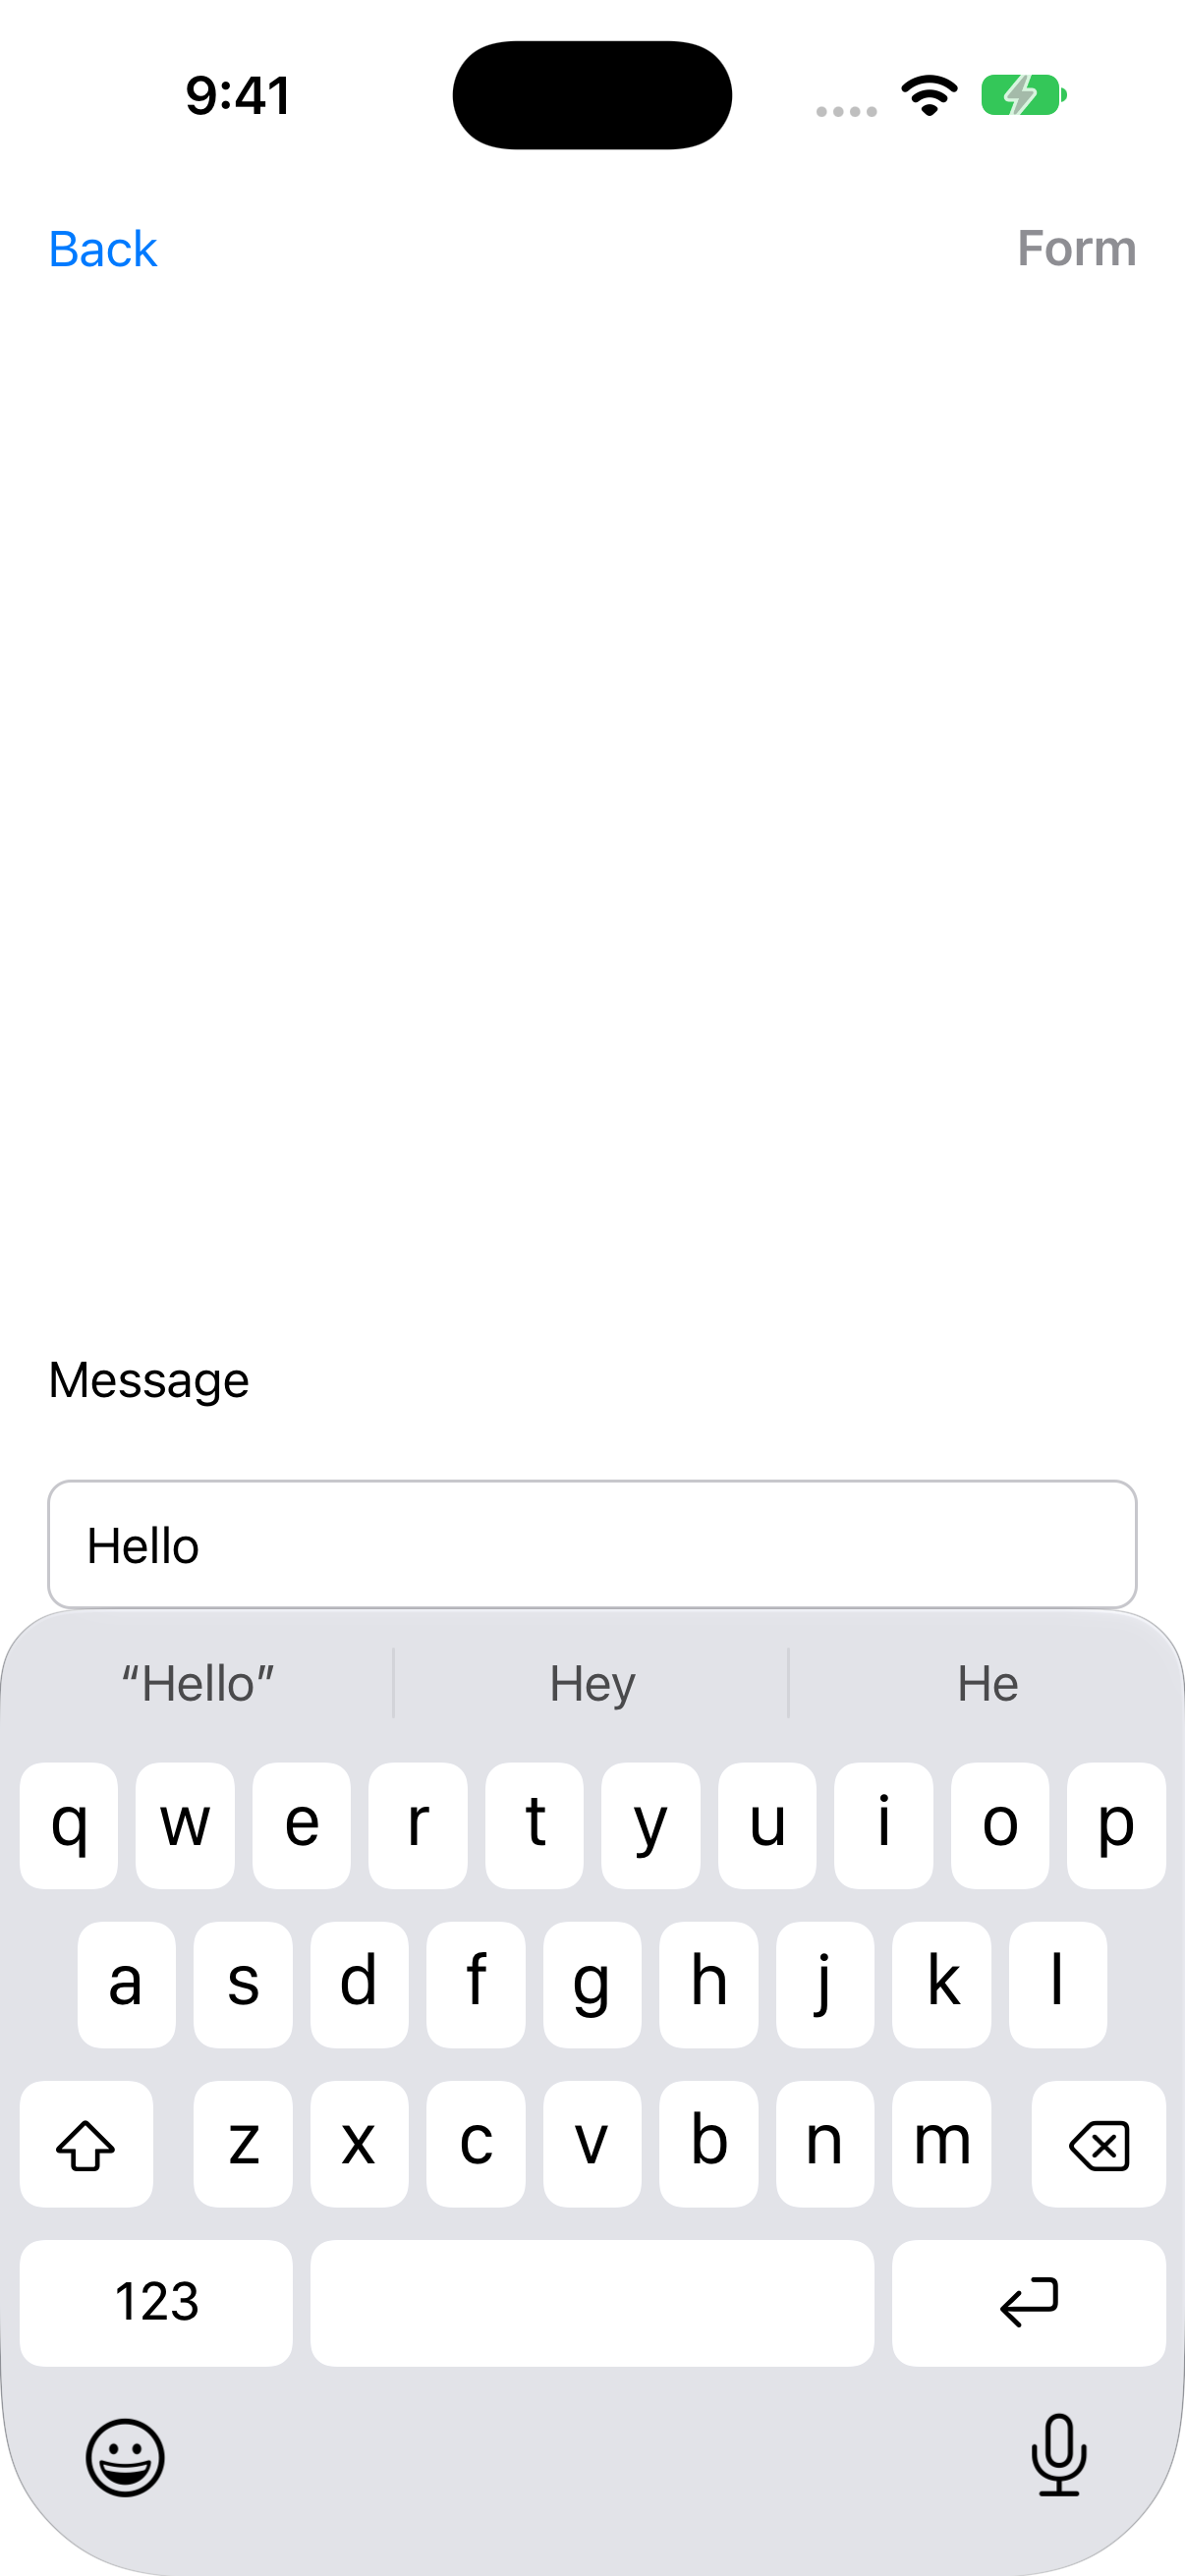 9:41
Back Form
Message
Hello
“Hello” Hey He
q w e r t y u i o p
a s d f g h j k l
z x c v b n m
123